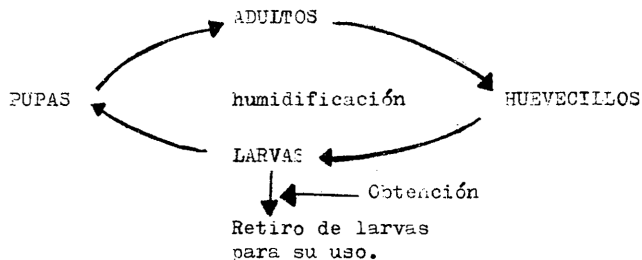 ADULTOS
PUPAS humidificación HUEVECILLOS
LARVAS
Obtención
Retiro de larvas
para su uso.